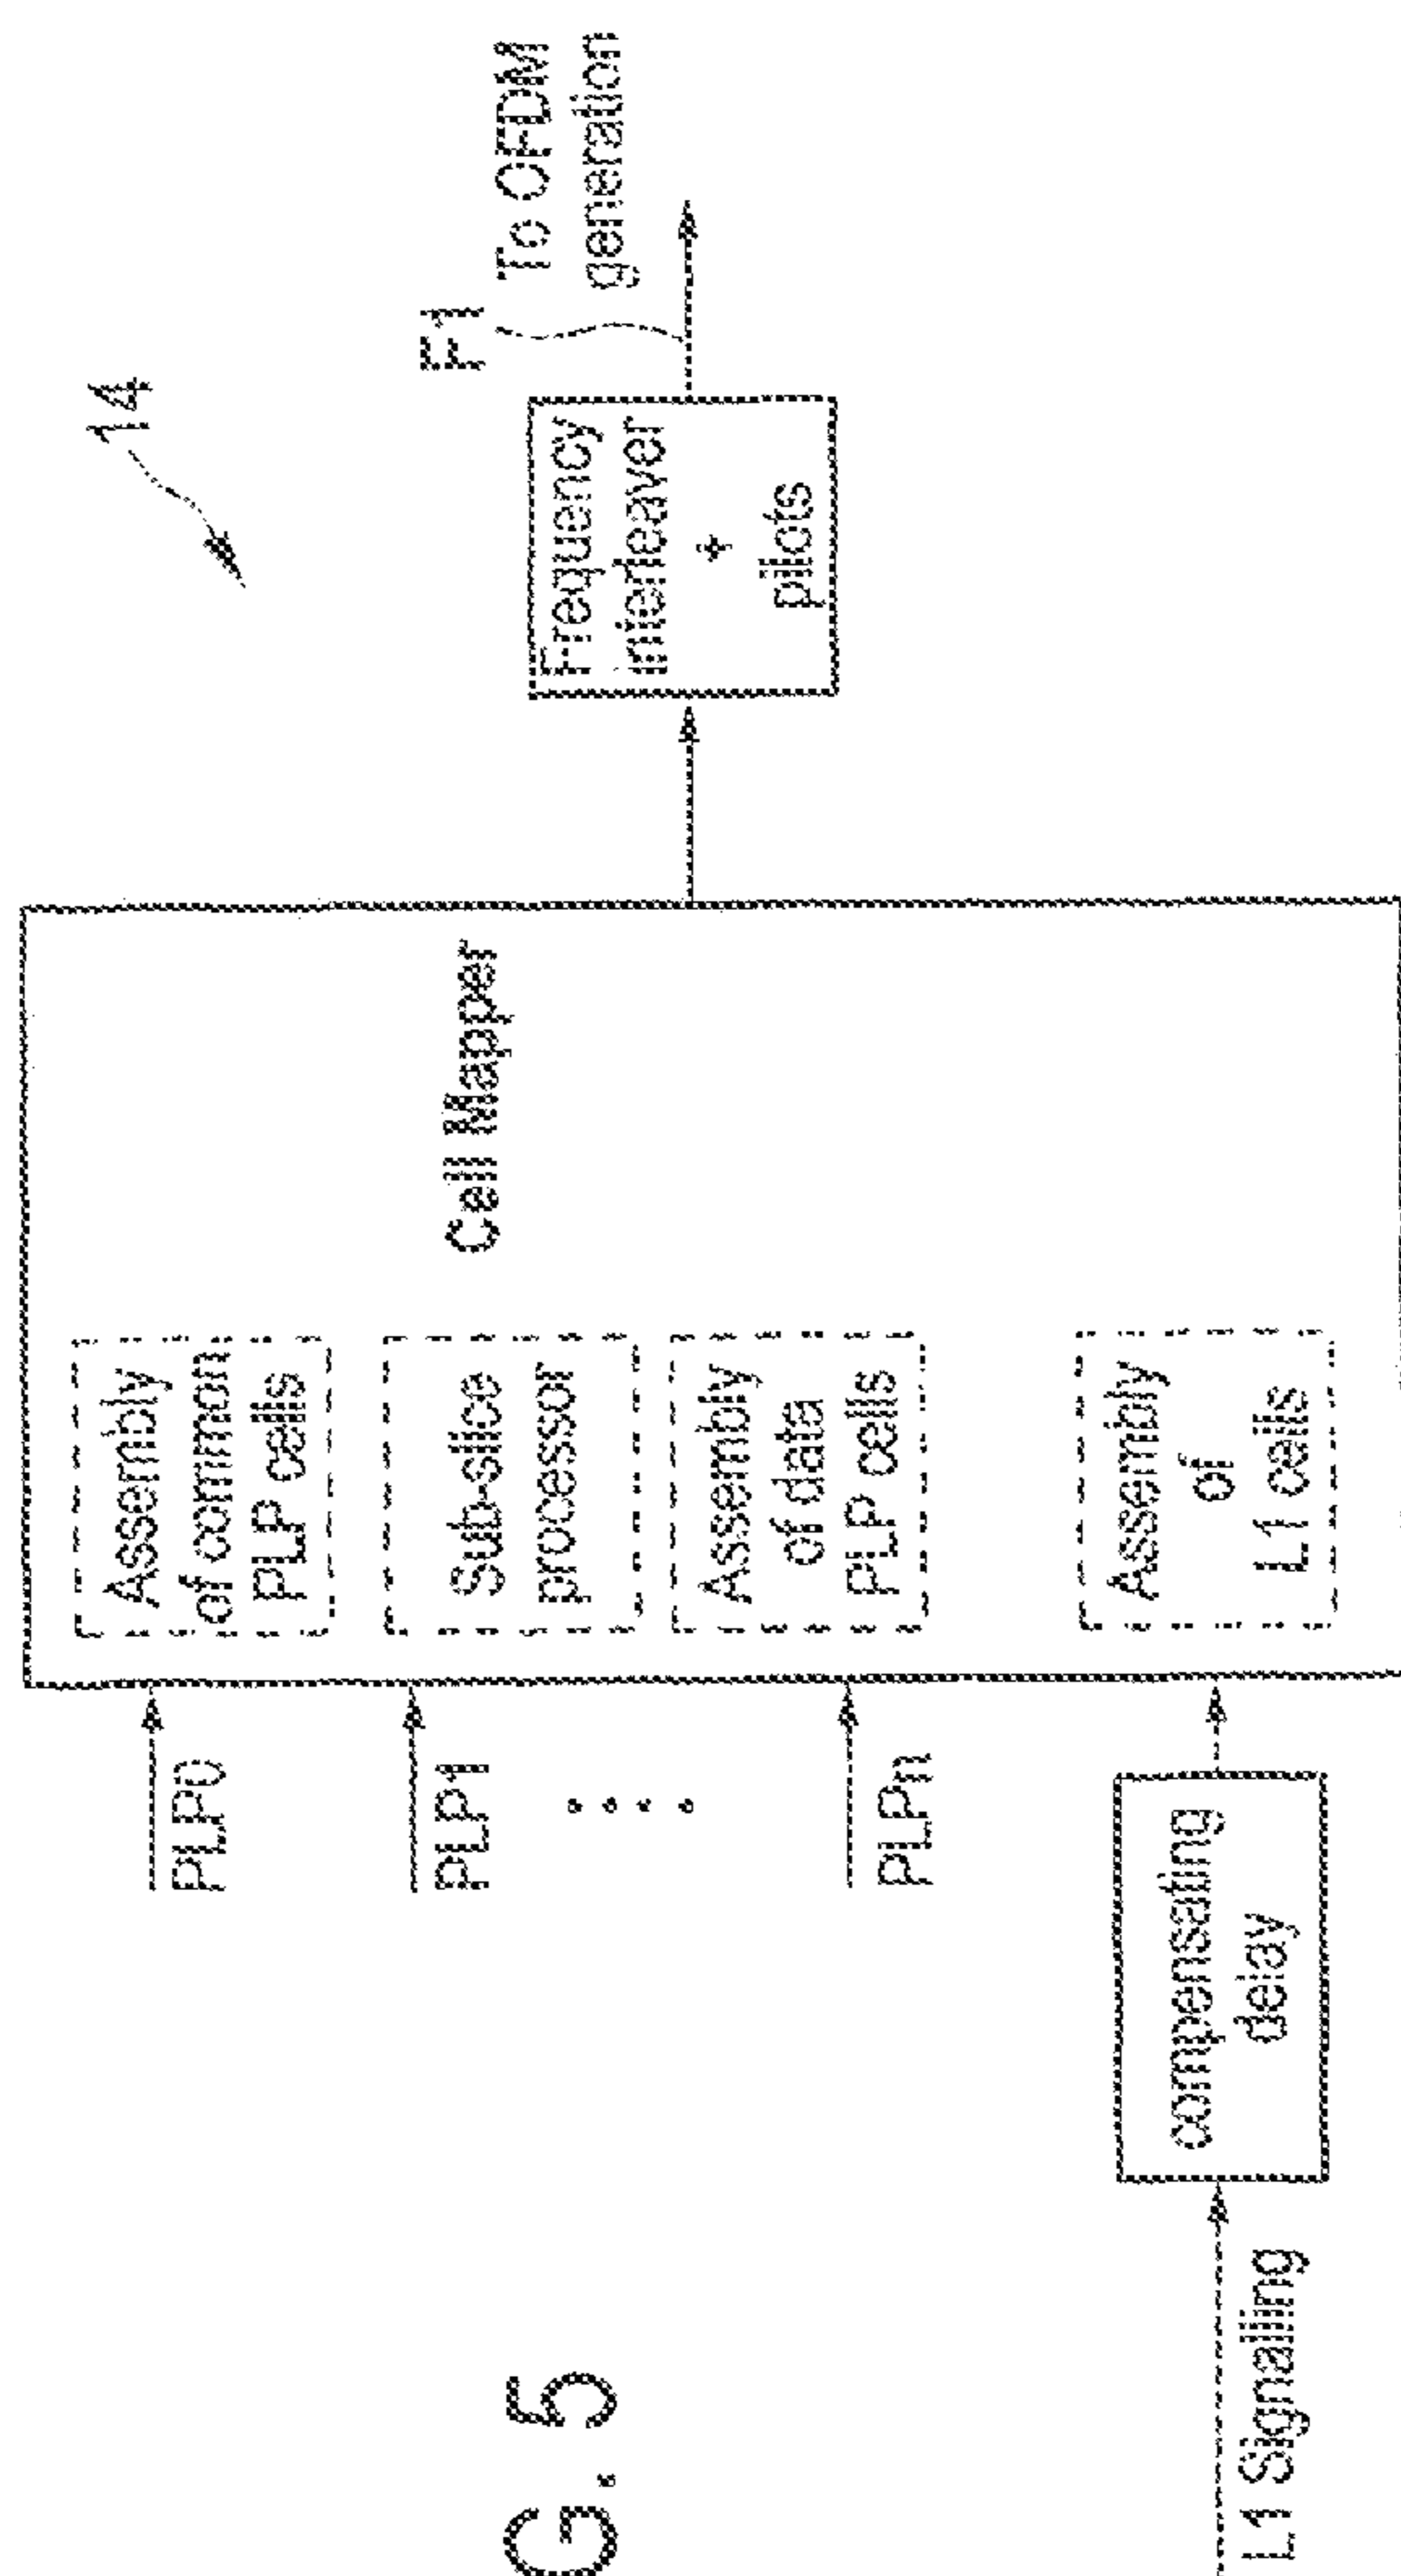 14
F1
To OFDM
generation
Frequency
interleaver
+
pilots
Cell Mapper
Assembly
of common
PLP cells
Sub-slice
processor
Assembly
of data
PLP cells
Assembly
of
L1 cells
PLP0
PLP1
PLPn
compensating
delay
L1 Signalling
G. 5